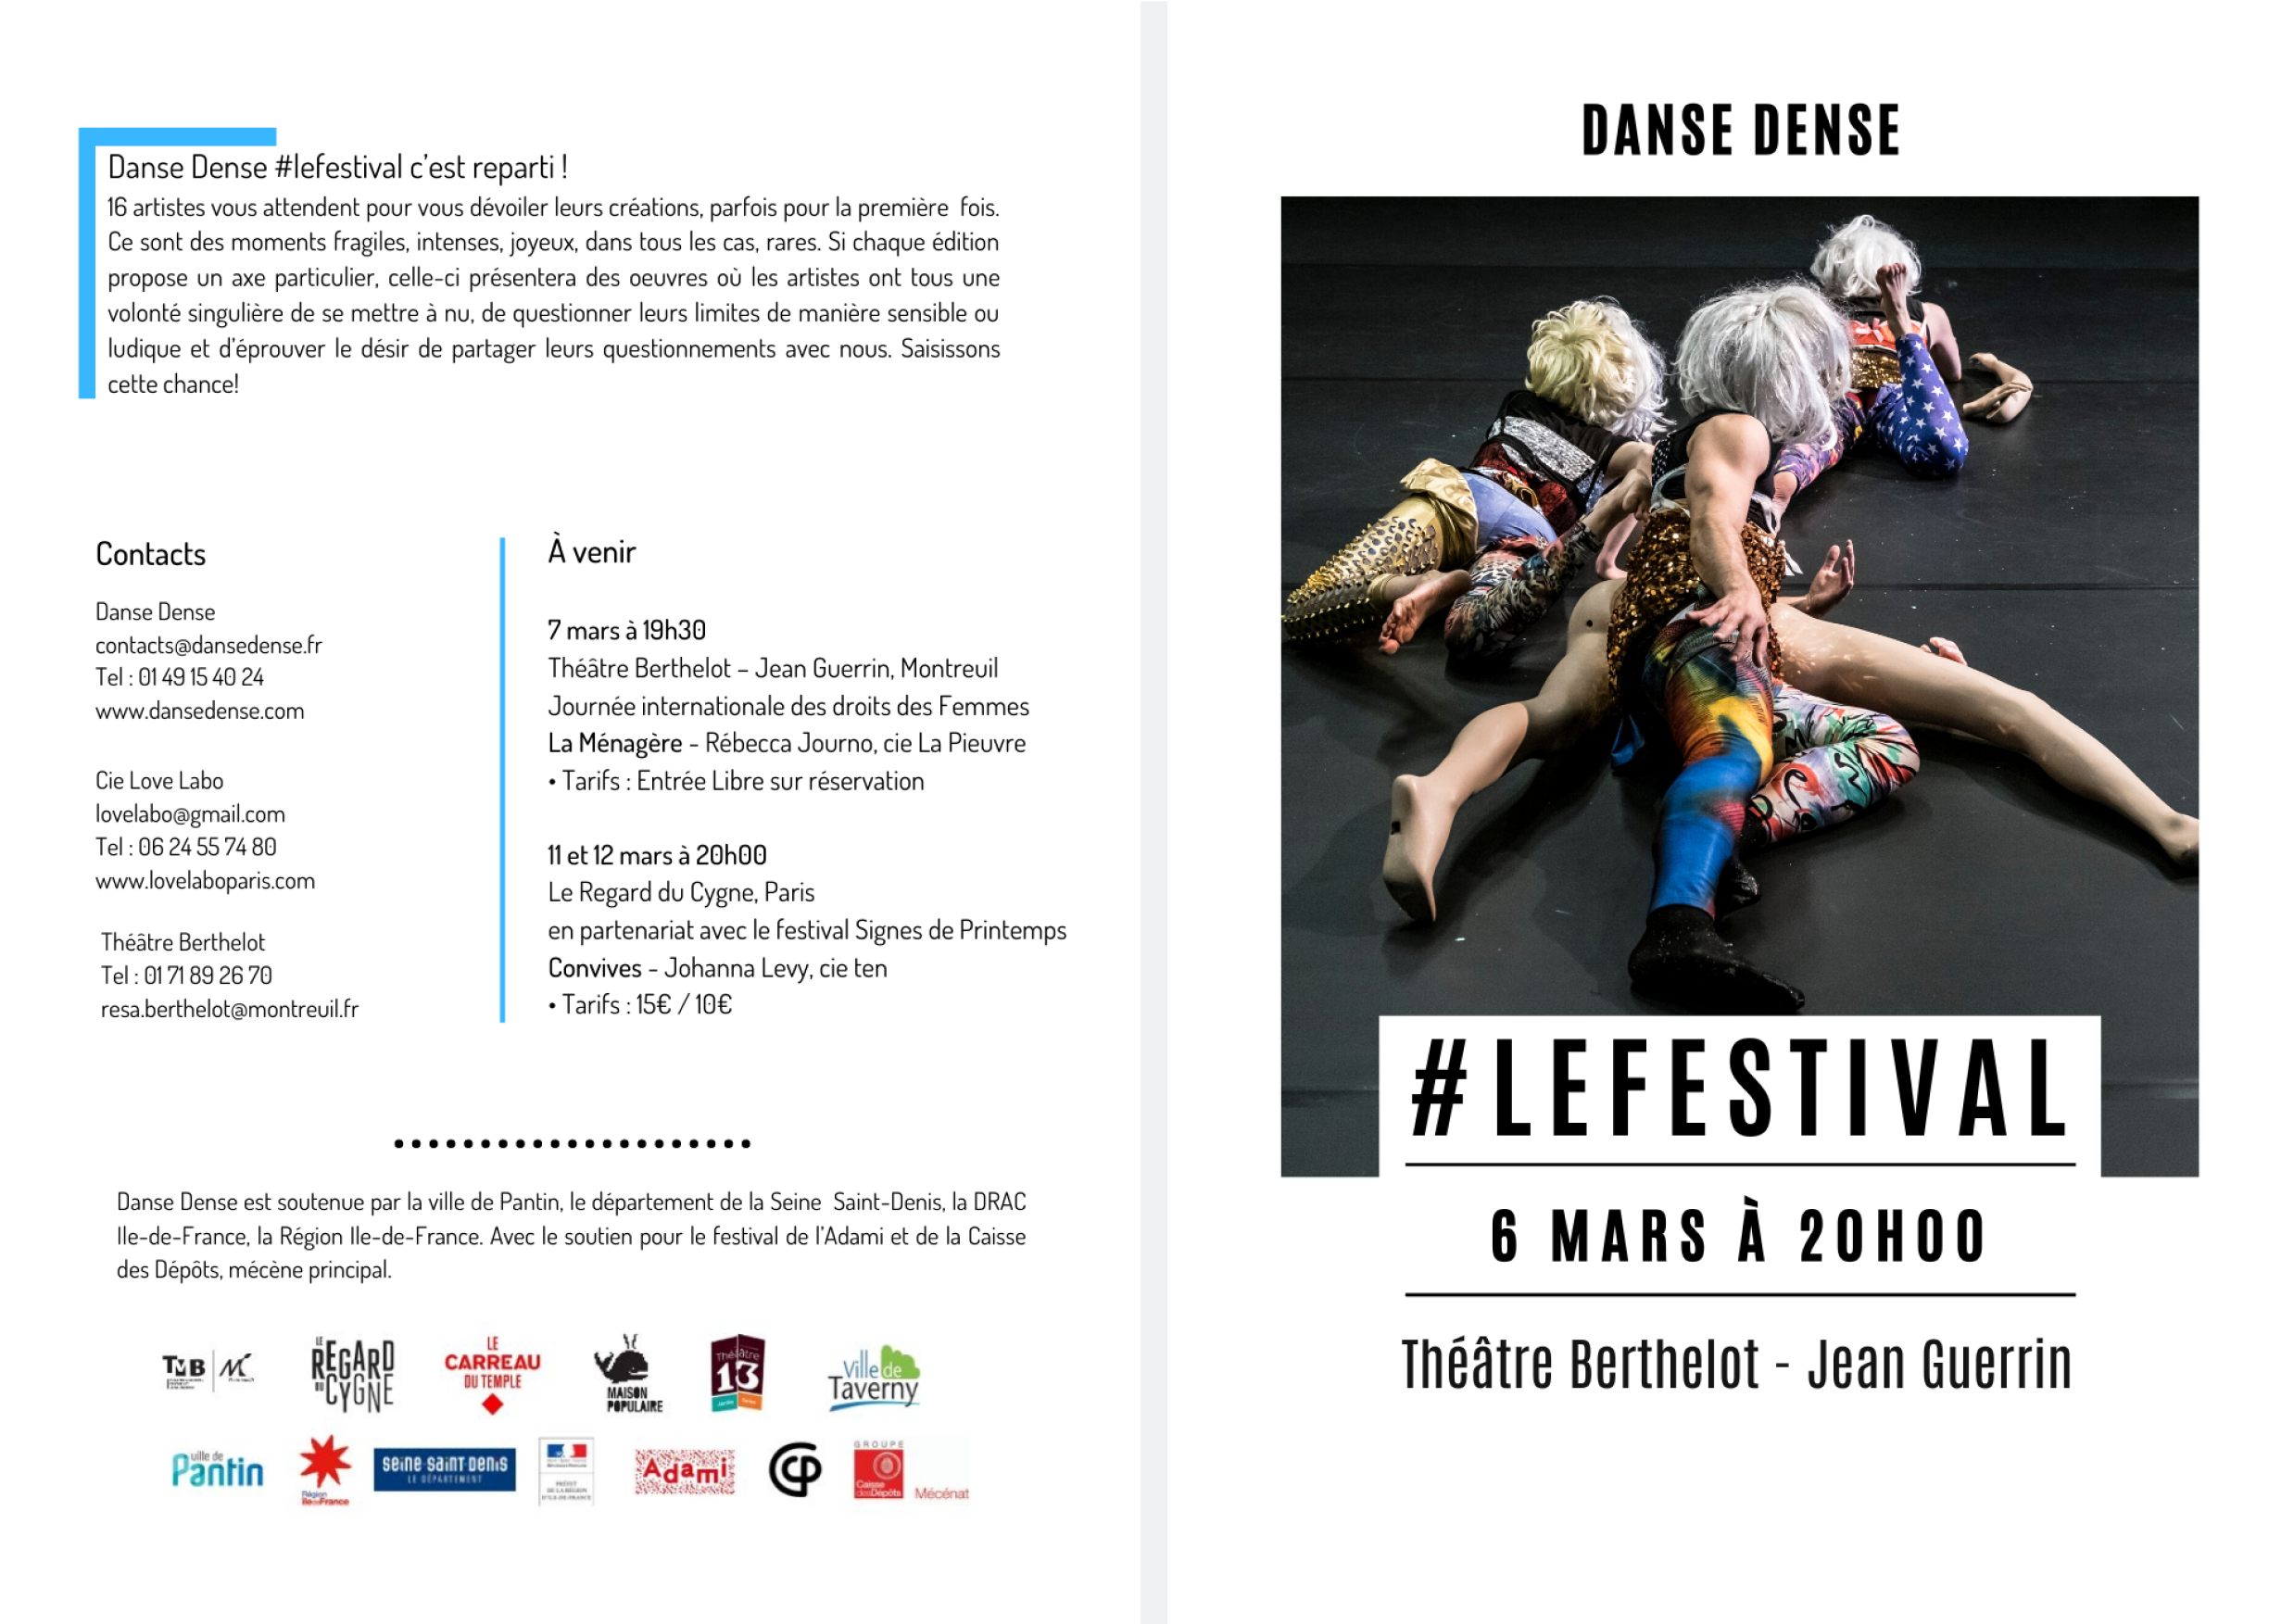 Danse Dense #lefestival c'est reparti !
16 artistes vous attendent pour vous dévoiler leurs créations, parfois pour la première fois.
Ce sont des moments fragiles, intenses, joyeux, dans tous les cas, rares. Si chaque édition
propose un axe particulier, celle-ci présentera des oeuvres où les artistes ont tous une
volonté singulière de se mettre à nu, de questionner leurs limites de manière sensible ou
ludique et d'éprouver le désir de partager leurs questionnements avec nous. Saisissons
cette chance!
Contacts
Danse Dense
contacts@dansedense.fr
Tel : 01 49 15 40 24
www.dansedense.com
Cie Love Labo
lovelabo@gmail.com
Tel : 06 24 55 74 80
www.lovelaboparis.com
Théâtre Berthelot
Tel : 01 71 89 26 70
resa.berthelot@montreuil.fr
À venir
7 mars à 19h30
Théâtre Berthelot – Jean Guerrin, Montreuil
Journée internationale des droits des Femmes
La Ménagère - Rébecca Journo, cie La Pieuvre
• Tarifs : Entrée Libre sur réservation
11 et 12 mars à 20h00
Le Regard du Cygne, Paris
en partenariat avec le festival Signes de Printemps
Convives - Johanna Levy, cie ten
• Tarifs : 15€ / 10€
Danse Dense est soutenue par la ville de Pantin, le département de la Seine Saint-Denis, la DRAC
Ile-de-France, la Région Ile-de-France. Avec le soutien pour le festival de l'Adami et de la Caisse
des Dépôts, mécène principal.
TMB M
LE REGARD DU CYGNE
LE CARREAU DU TEMPLE
MAISON POPULAIRE
Théâtre 13
Ville de Taverny
ville de Pantin
Région île de France
seine-saint-denis LE DÉPARTEMENT
PRÉFET DE LA RÉGION D'ILE-DE-FRANCE
Adami
GROUPE Caisse des Dépôts Mécénat
DANSE DENSE
#LEFESTIVAL
6 MARS À 20H00
Théâtre Berthelot - Jean Guerrin